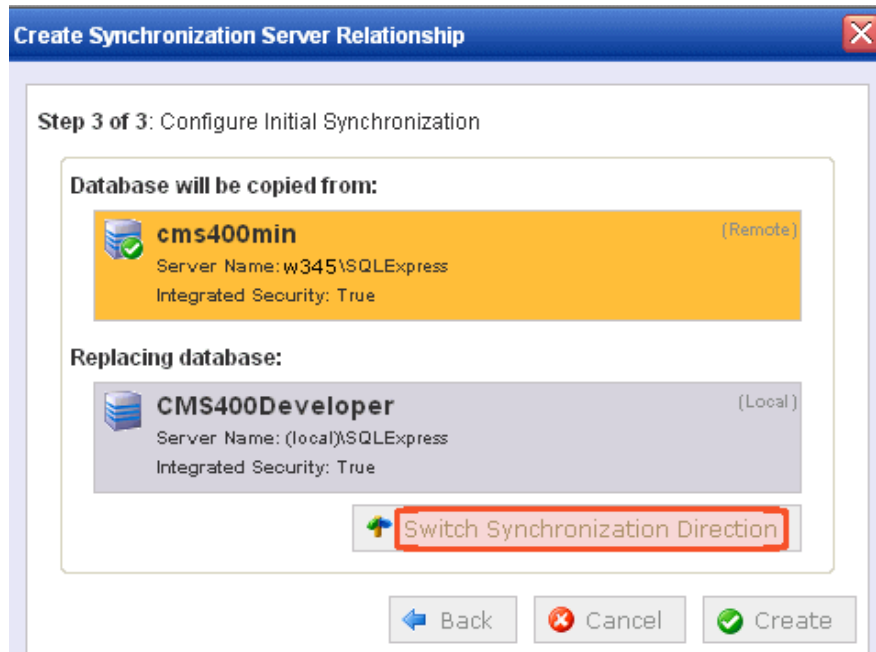 Create Synchronization Server Relationship
Step 3 of 3: Configure Initial Synchronization
Database will be copied from:
cms400min
(Remote)
Server Name: w345\SQLExpress
Integrated Security: True
Replacing database:
CMS400Developer
(Local)
Server Name: (local)\SQLExpress
Integrated Security: True
Switch Synchronization Direction
Back
Cancel
Create